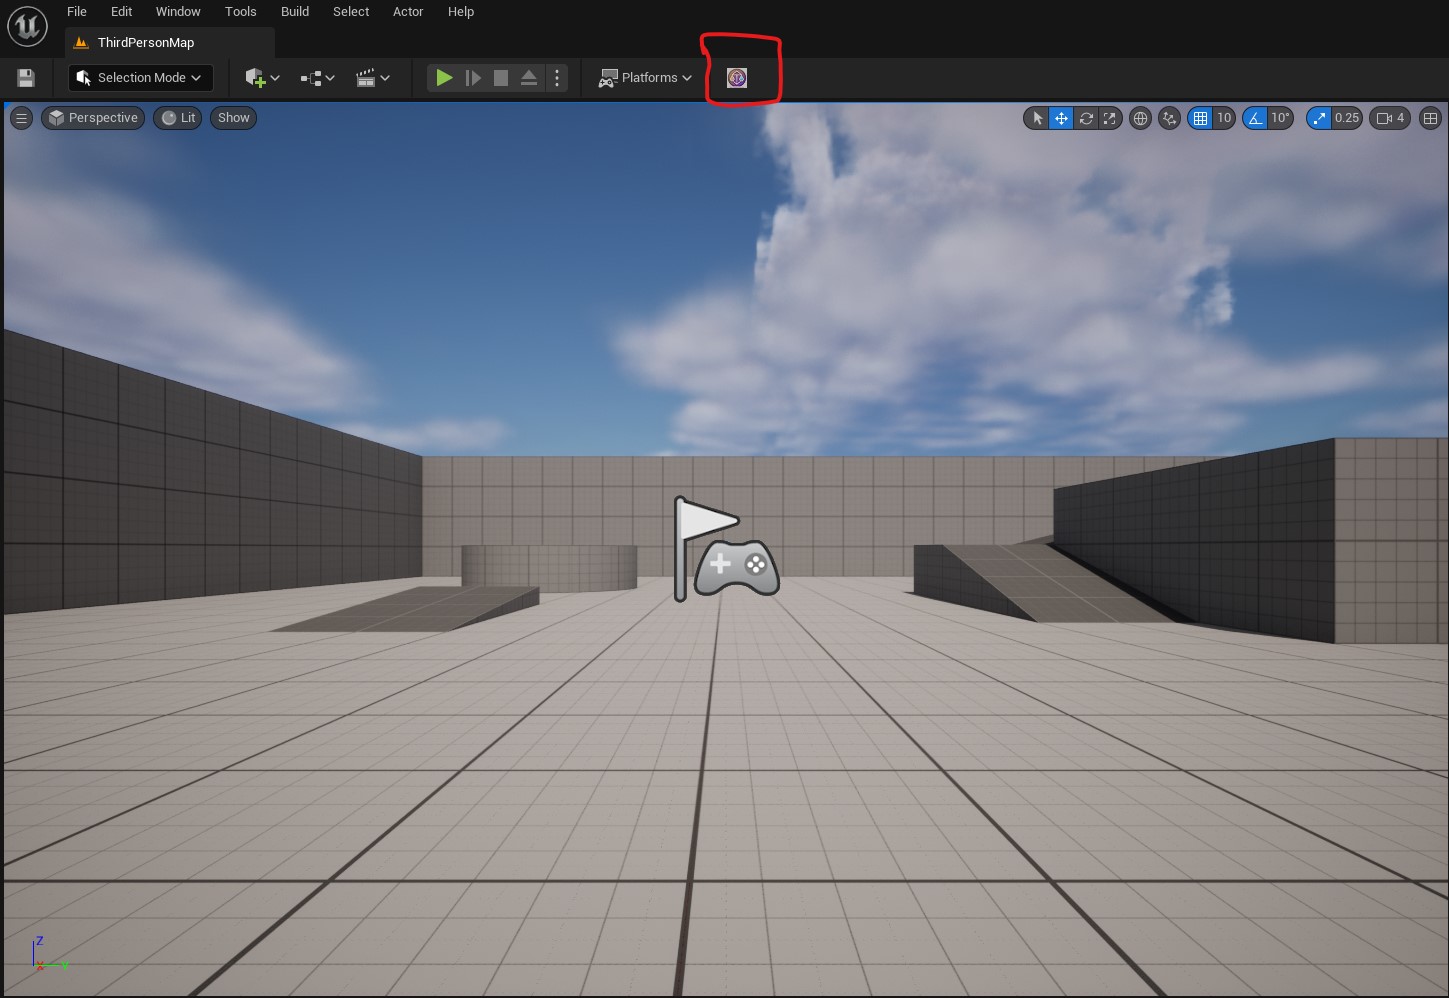 File Edit Window Tools Build Select Actor Help
ThirdPersonMap
Selection Mode Platforms
Perspective Lit Show 10 10° 0.25 4
Z
X Y